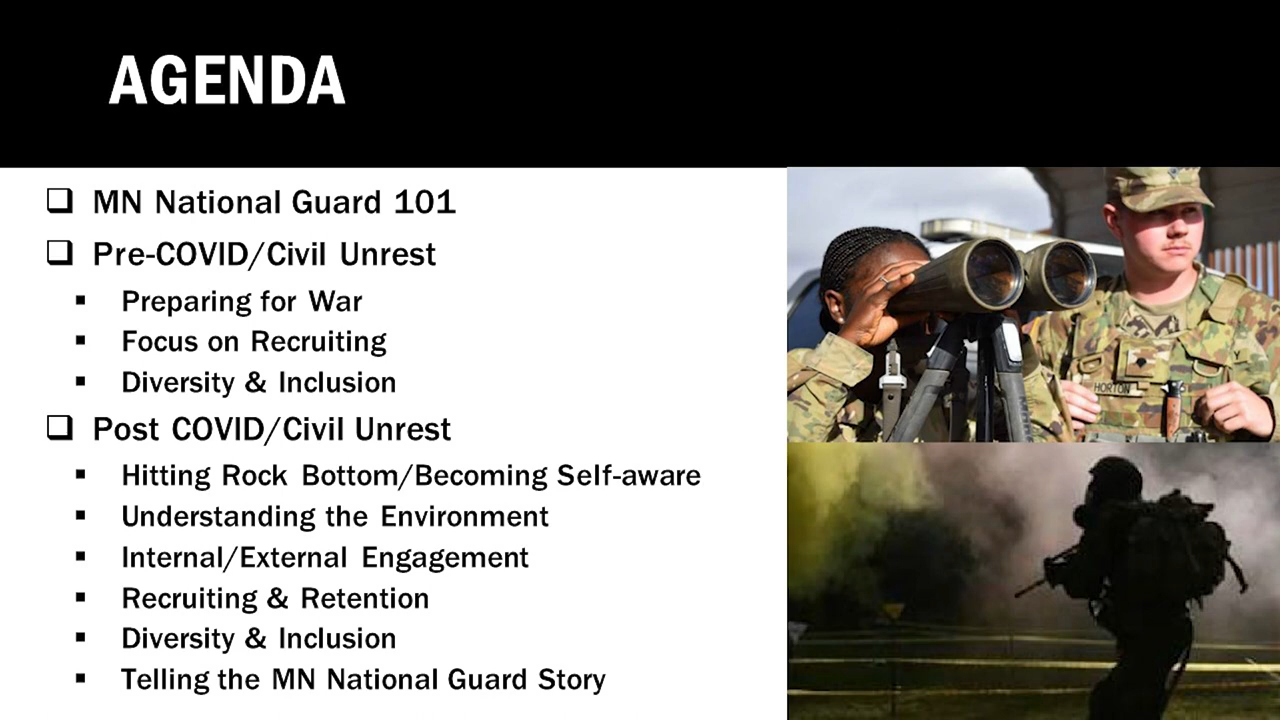 AGENDA
MN National Guard 101
Pre-COVID/Civil Unrest
Preparing for War
Focus on Recruiting
Diversity & Inclusion
Post COVID/Civil Unrest
Hitting Rock Bottom/Becoming Self-aware
Understanding the Environment
Internal/External Engagement
Recruiting & Retention
Diversity & Inclusion
Telling the MN National Guard Story
HORTON